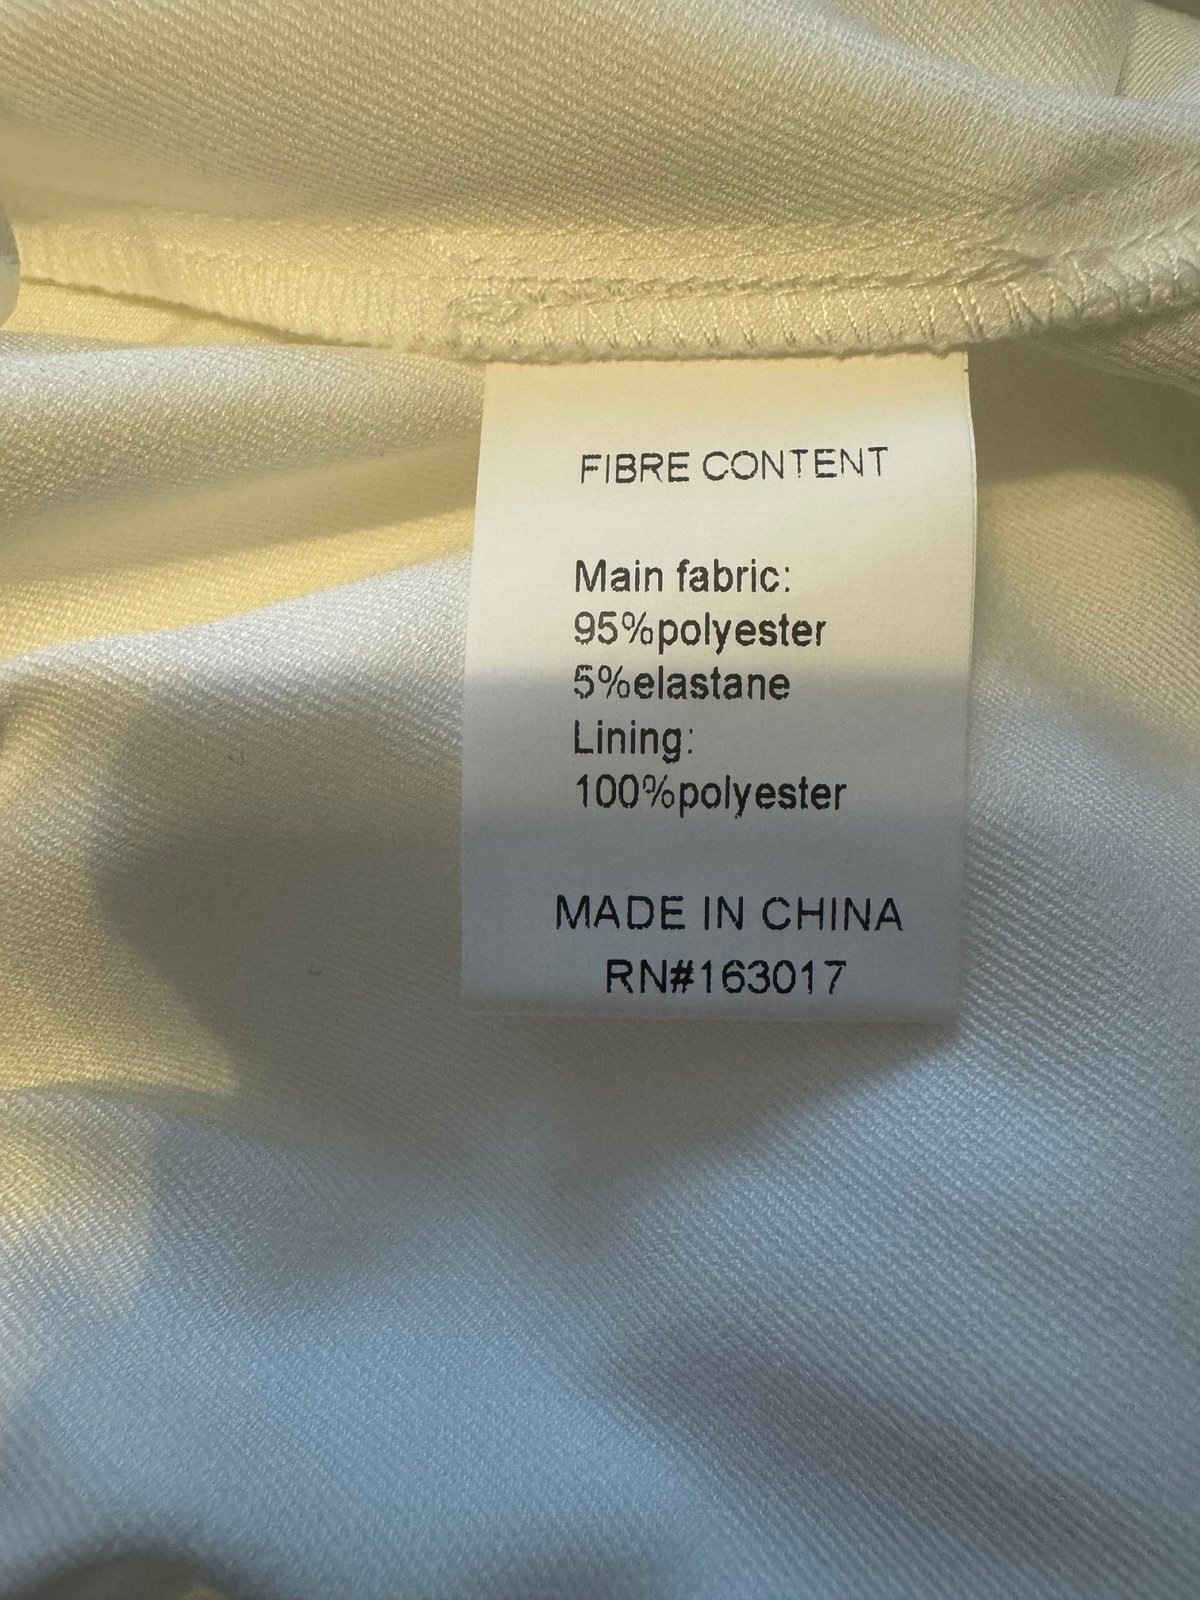 FIBRE CONTENT
Main fabric:
95%polyester
5%elastane
Lining:
100%polyester
MADE IN CHINA
RN#163017